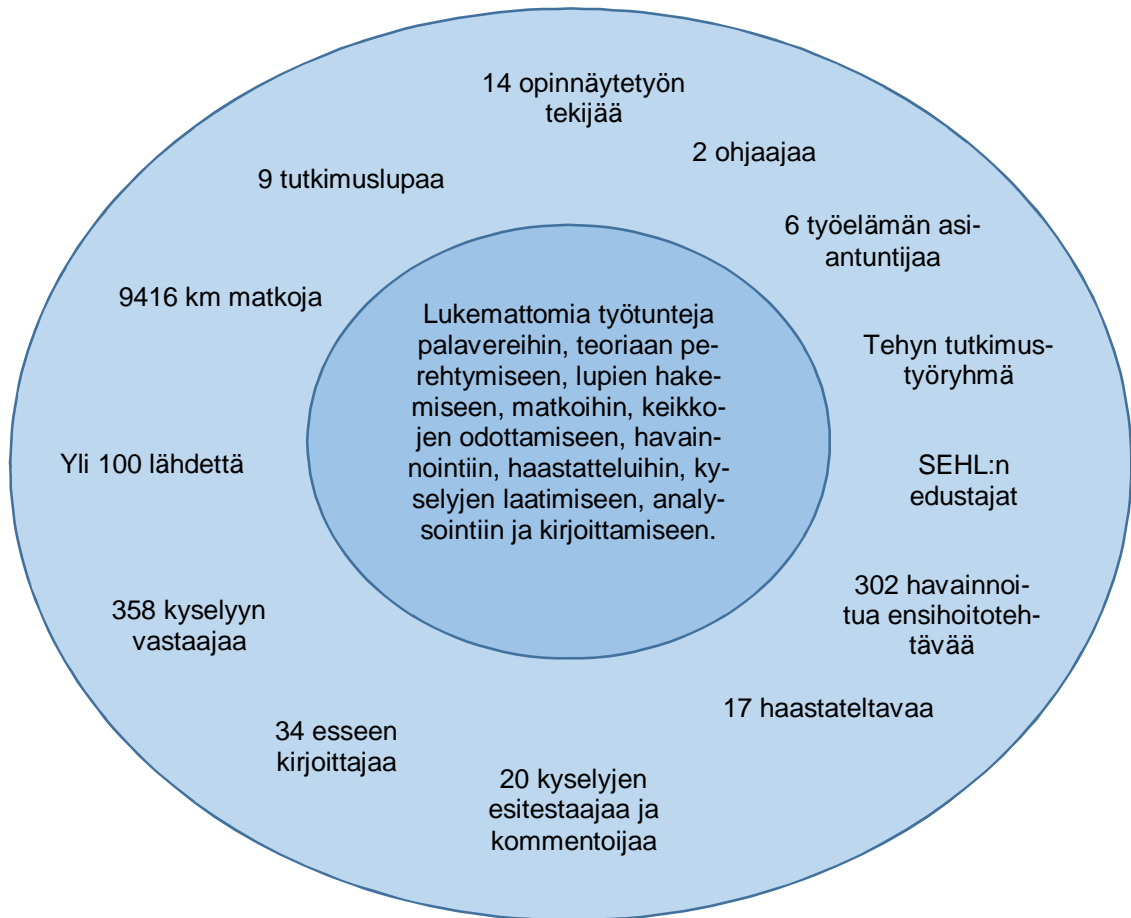 14 opinnäytetyön
tekijää
2 ohjaajaa
9 tutkimuslupaa
6 työelämän asi-
antuntijaa
9416 km matkoja
Lukemattomia työtunteja
palavereihin, teoriaan pe-
rehtymiseen, lupien hake-
miseen, matkoihin, keikko-
jen odottamiseen, havain-
nointiin, haastatteluihin, ky-
selyjen laatimiseen, analy-
sointiin ja kirjoittamiseen.
Tehyn tutkimus-
työryhmä
Yli 100 lähdettä
SEHL:n
edustajat
358 kyselyyn
vastaajaa
302 havainnoi-
tua ensihoitoteh-
tävää
17 haastateltavaa
34 esseen
kirjoittajaa
20 kyselyjen
esitestaajaa ja
kommentoijaa